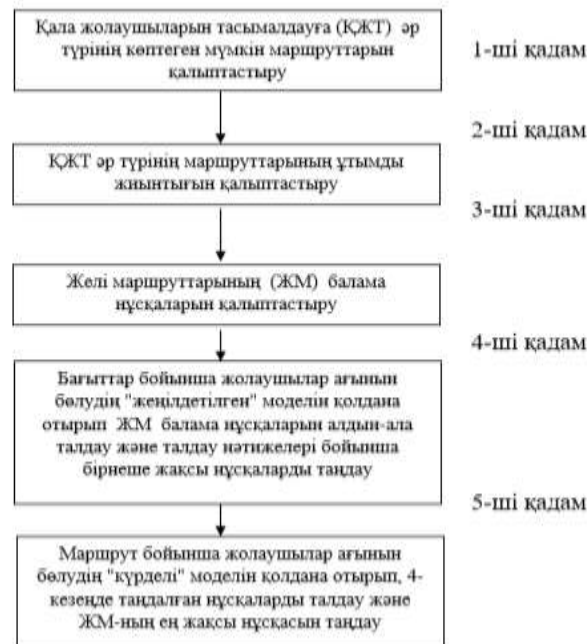 Қала жолаушыларын тасымалдауға (ҚЖТ) әр
түрінің көптеген мүмкін маршруттарын
қалыптастыру
1-ші қадам
2-ші қадам
ҚЖТ әр түрінің маршруттарының ұтымды
жиынтығын қалыптастыру
3-ші қадам
Желі маршруттарының (ЖМ) балама
нұсқаларын қалыптастыру
4-ші қадам
Бағыттар бойынша жолаушылар ағынын
бөлудің "жеңілдетілген" моделін қолдана
отырып ЖМ балама нұсқаларын алдын-ала
талдау және талдау нәтижелері бойынша
бірнеше жақсы нұсқаларды таңдау
5-ші қадам
Маршрут бойынша жолаушылар ағынын
бөлудің "күрделі" моделін қолдана отырып, 4-
кезеңде таңдалған нұсқаларды талдау және
ЖМ-ның ең жақсы нұсқасын таңдау